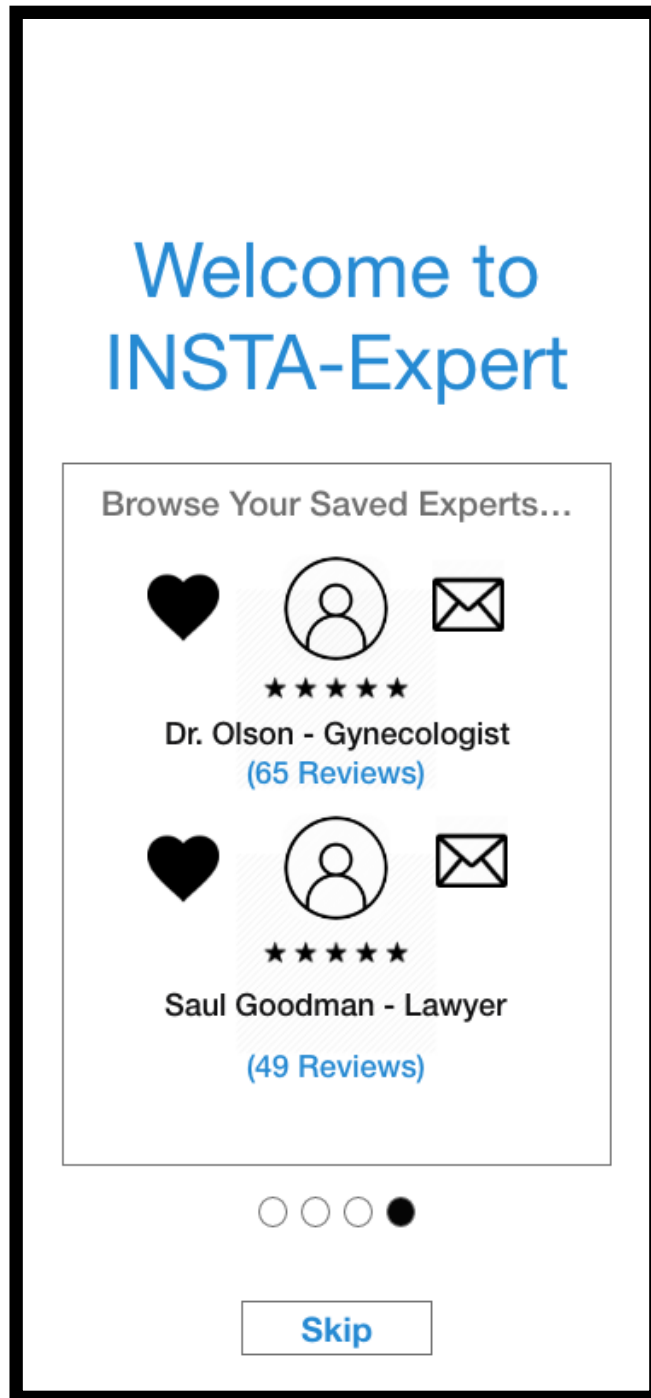 Welcome to
INSTA-Expert
Browse Your Saved Experts...
Dr. Olson - Gynecologist
(65 Reviews)
Saul Goodman - Lawyer
(49 Reviews)
Skip